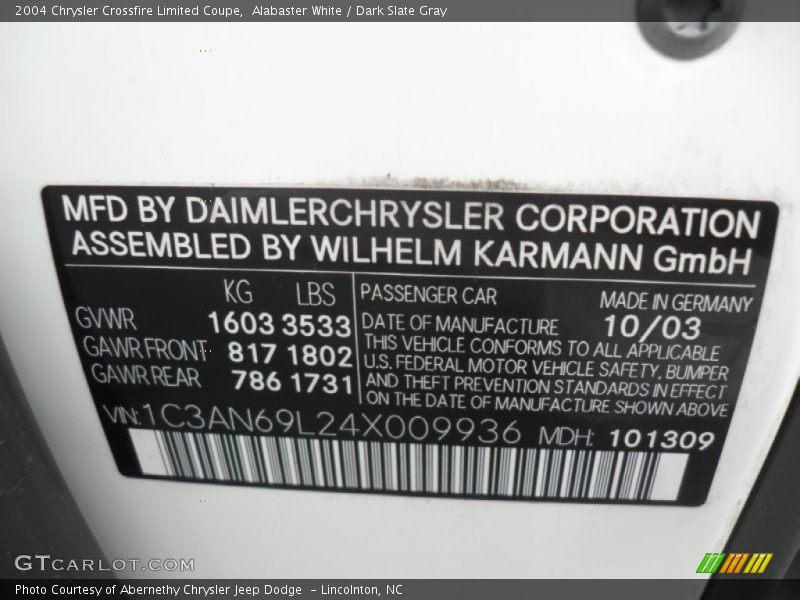 2004 Chrysler Crossfire Limited Coupe,  Alabaster White / Dark Slate Gray
MFD BY DAIMLERCHRYSLER CORPORATION
ASSEMBLED BY WILHELM KARMANN GmbH
KG LBS
GVWR 1603 3533
GAWR FRONT 817 1802
GAWR REAR 786 1731
PASSENGER CAR MADE IN GERMANY
DATE OF MANUFACTURE 10/03
THIS VEHICLE CONFORMS TO ALL APPLICABLE
U.S. FEDERAL MOTOR VEHICLE SAFETY, BUMPER
AND THEFT PREVENTION STANDARDS IN EFFECT
ON THE DATE OF MANUFACTURE SHOWN ABOVE
VIN: 1C3AN69L24X009936 MDH: 101309
GTCARLOT.COM
Photo Courtesy of Abernethy Chrysler Jeep Dodge  - Lincolnton, NC